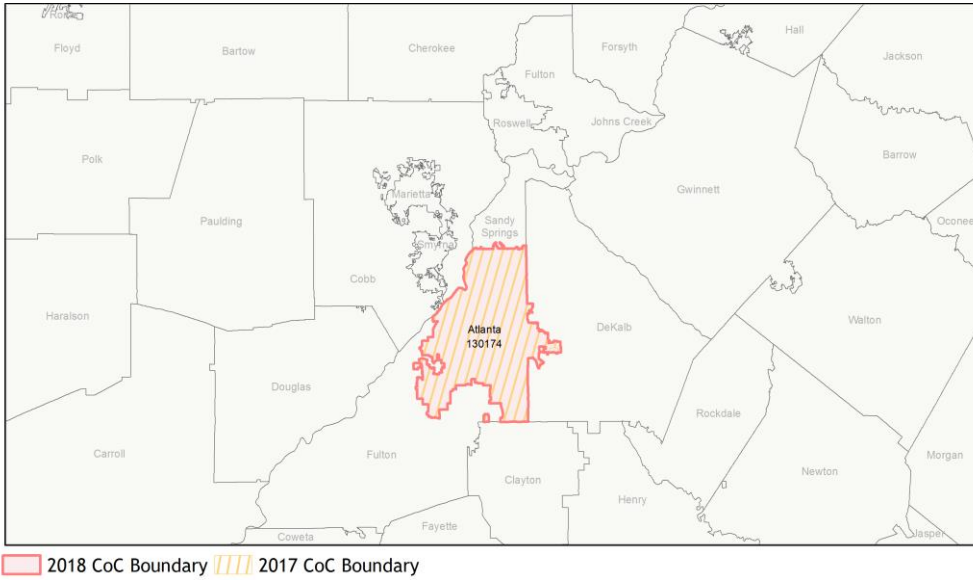 Rome
Floyd
Bartow
Cherokee
Forsyth
Hall
Jackson
Fulton
Roswell
Johns Creek
Polk
Marietta
Gwinnett
Barrow
Paulding
Sandy
Springs
Oconee
Smyrna
Cobb
Haralson
Atlanta
130174
DeKalb
Walton
Douglas
Rockdale
Carroll
Fulton
Clayton
Henry
Newton
Morgan
Fayette
Coweta
Jasper
2018 CoC Boundary 2017 CoC Boundary